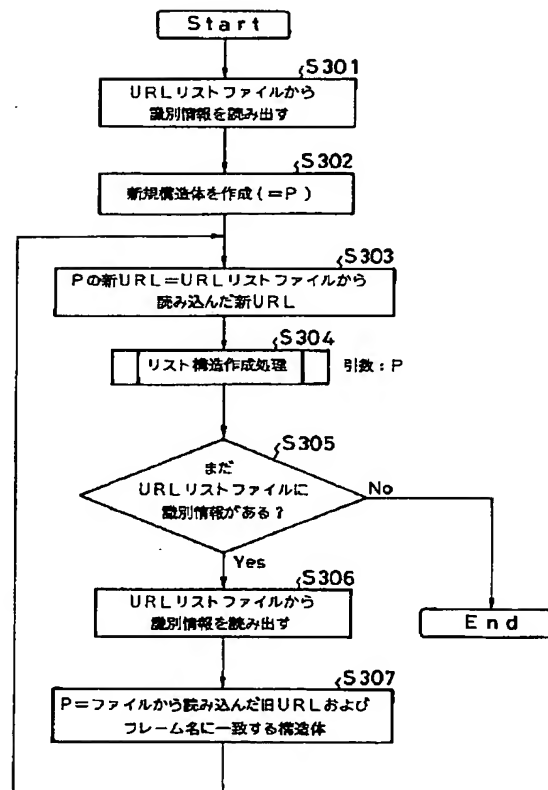 Start
S301
URLリストファイルから
識別情報を読み出す
S302
新規構造体を作成(=P)
S303
Pの新URL=URLリストファイルから
読み込んだ新URL
S304
リスト構造作成処理
引数:P
S305
まだ
URLリストファイルに
識別情報がある?
No
Yes
S306
URLリストファイルから
識別情報を読み出す
End
S307
P=ファイルから読み込んだ旧URLおよび
フレーム名に一致する構造体